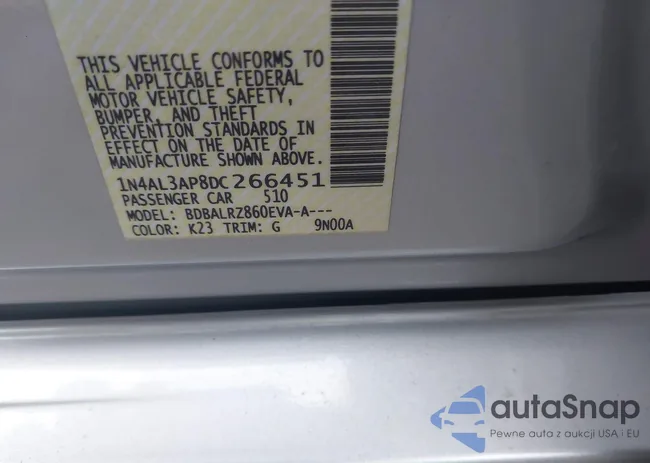 THIS VEHICLE CONFORMS TO
ALL APPLICABLE FEDERAL
MOTOR VEHICLE SAFETY,
BUMPER, AND THEFT
PREVENTION STANDARDS IN
EFFECT ON THE DATE OF
MANUFACTURE SHOWN ABOVE.
1N4AL3AP8DC266451
PASSENGER CAR 510
MODEL: BDBALRZ860EVA-A---
COLOR: K23 TRIM: G 9N00A
autaSnap
Pewne auta z aukcji USA i EU